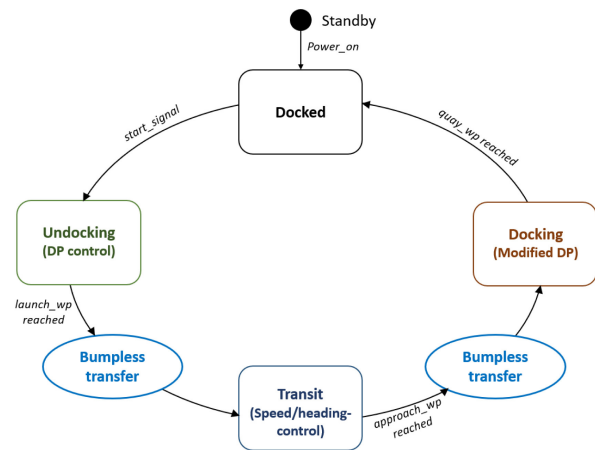 Standby
Power_on
Docked
start_signal
quay_wp reached
Undocking
(DP control)
Docking
(Modified DP)
launch_wp
reached
Bumpless
transfer
Bumpless
transfer
Transit
(Speed/heading-
control)
approach_wp
reached